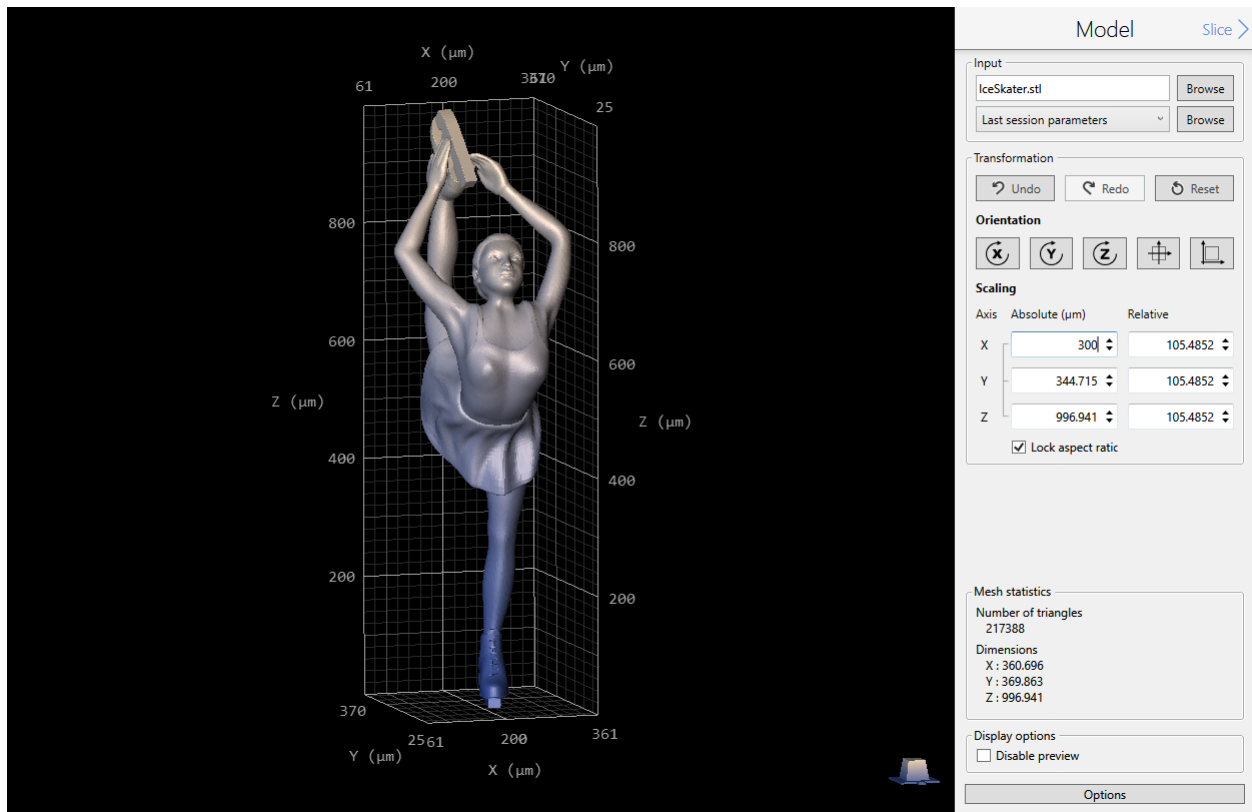 X (μm)
61
200
Y (μm)
25
800
600
400
200
Z (μm)
800
600
400
200
Z (μm)
370
Y (μm)
2561
200
361
X (μm)
Model
Slice
Input
IceSkater.stl
Browse
Last session parameters
Browse
Transformation
Undo
Redo
Reset
Orientation
X
Y
Z
Scaling
Axis Absolute (μm) Relative
X 300 105.4852
Y 344.715 105.4852
Z 996.941 105.4852
Lock aspect ratic
Mesh statistics
Number of triangles
217388
Dimensions
X : 360.696
Y : 369.863
Z : 996.941
Display options
Disable preview
Options